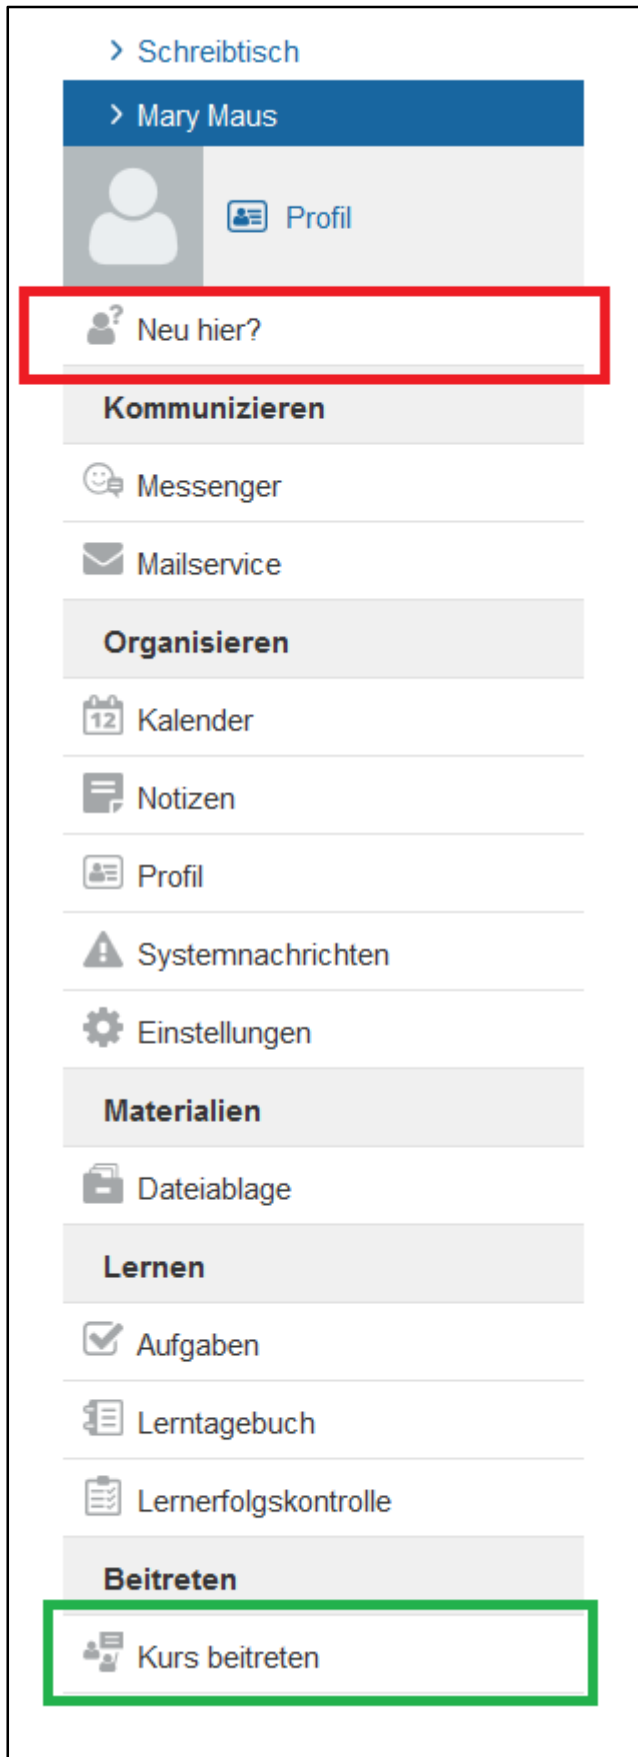 Schreibtisch
Mary Maus
Profil
Neu hier?
Kommunizieren
Messenger
Mailservice
Organisieren
12 Kalender
Notizen
Profil
Systemnachrichten
Einstellungen
Materialien
Dateiablage
Lernen
Aufgaben
Lerntagebuch
Lernerfolgskontrolle
Beitreten
Kurs beitreten